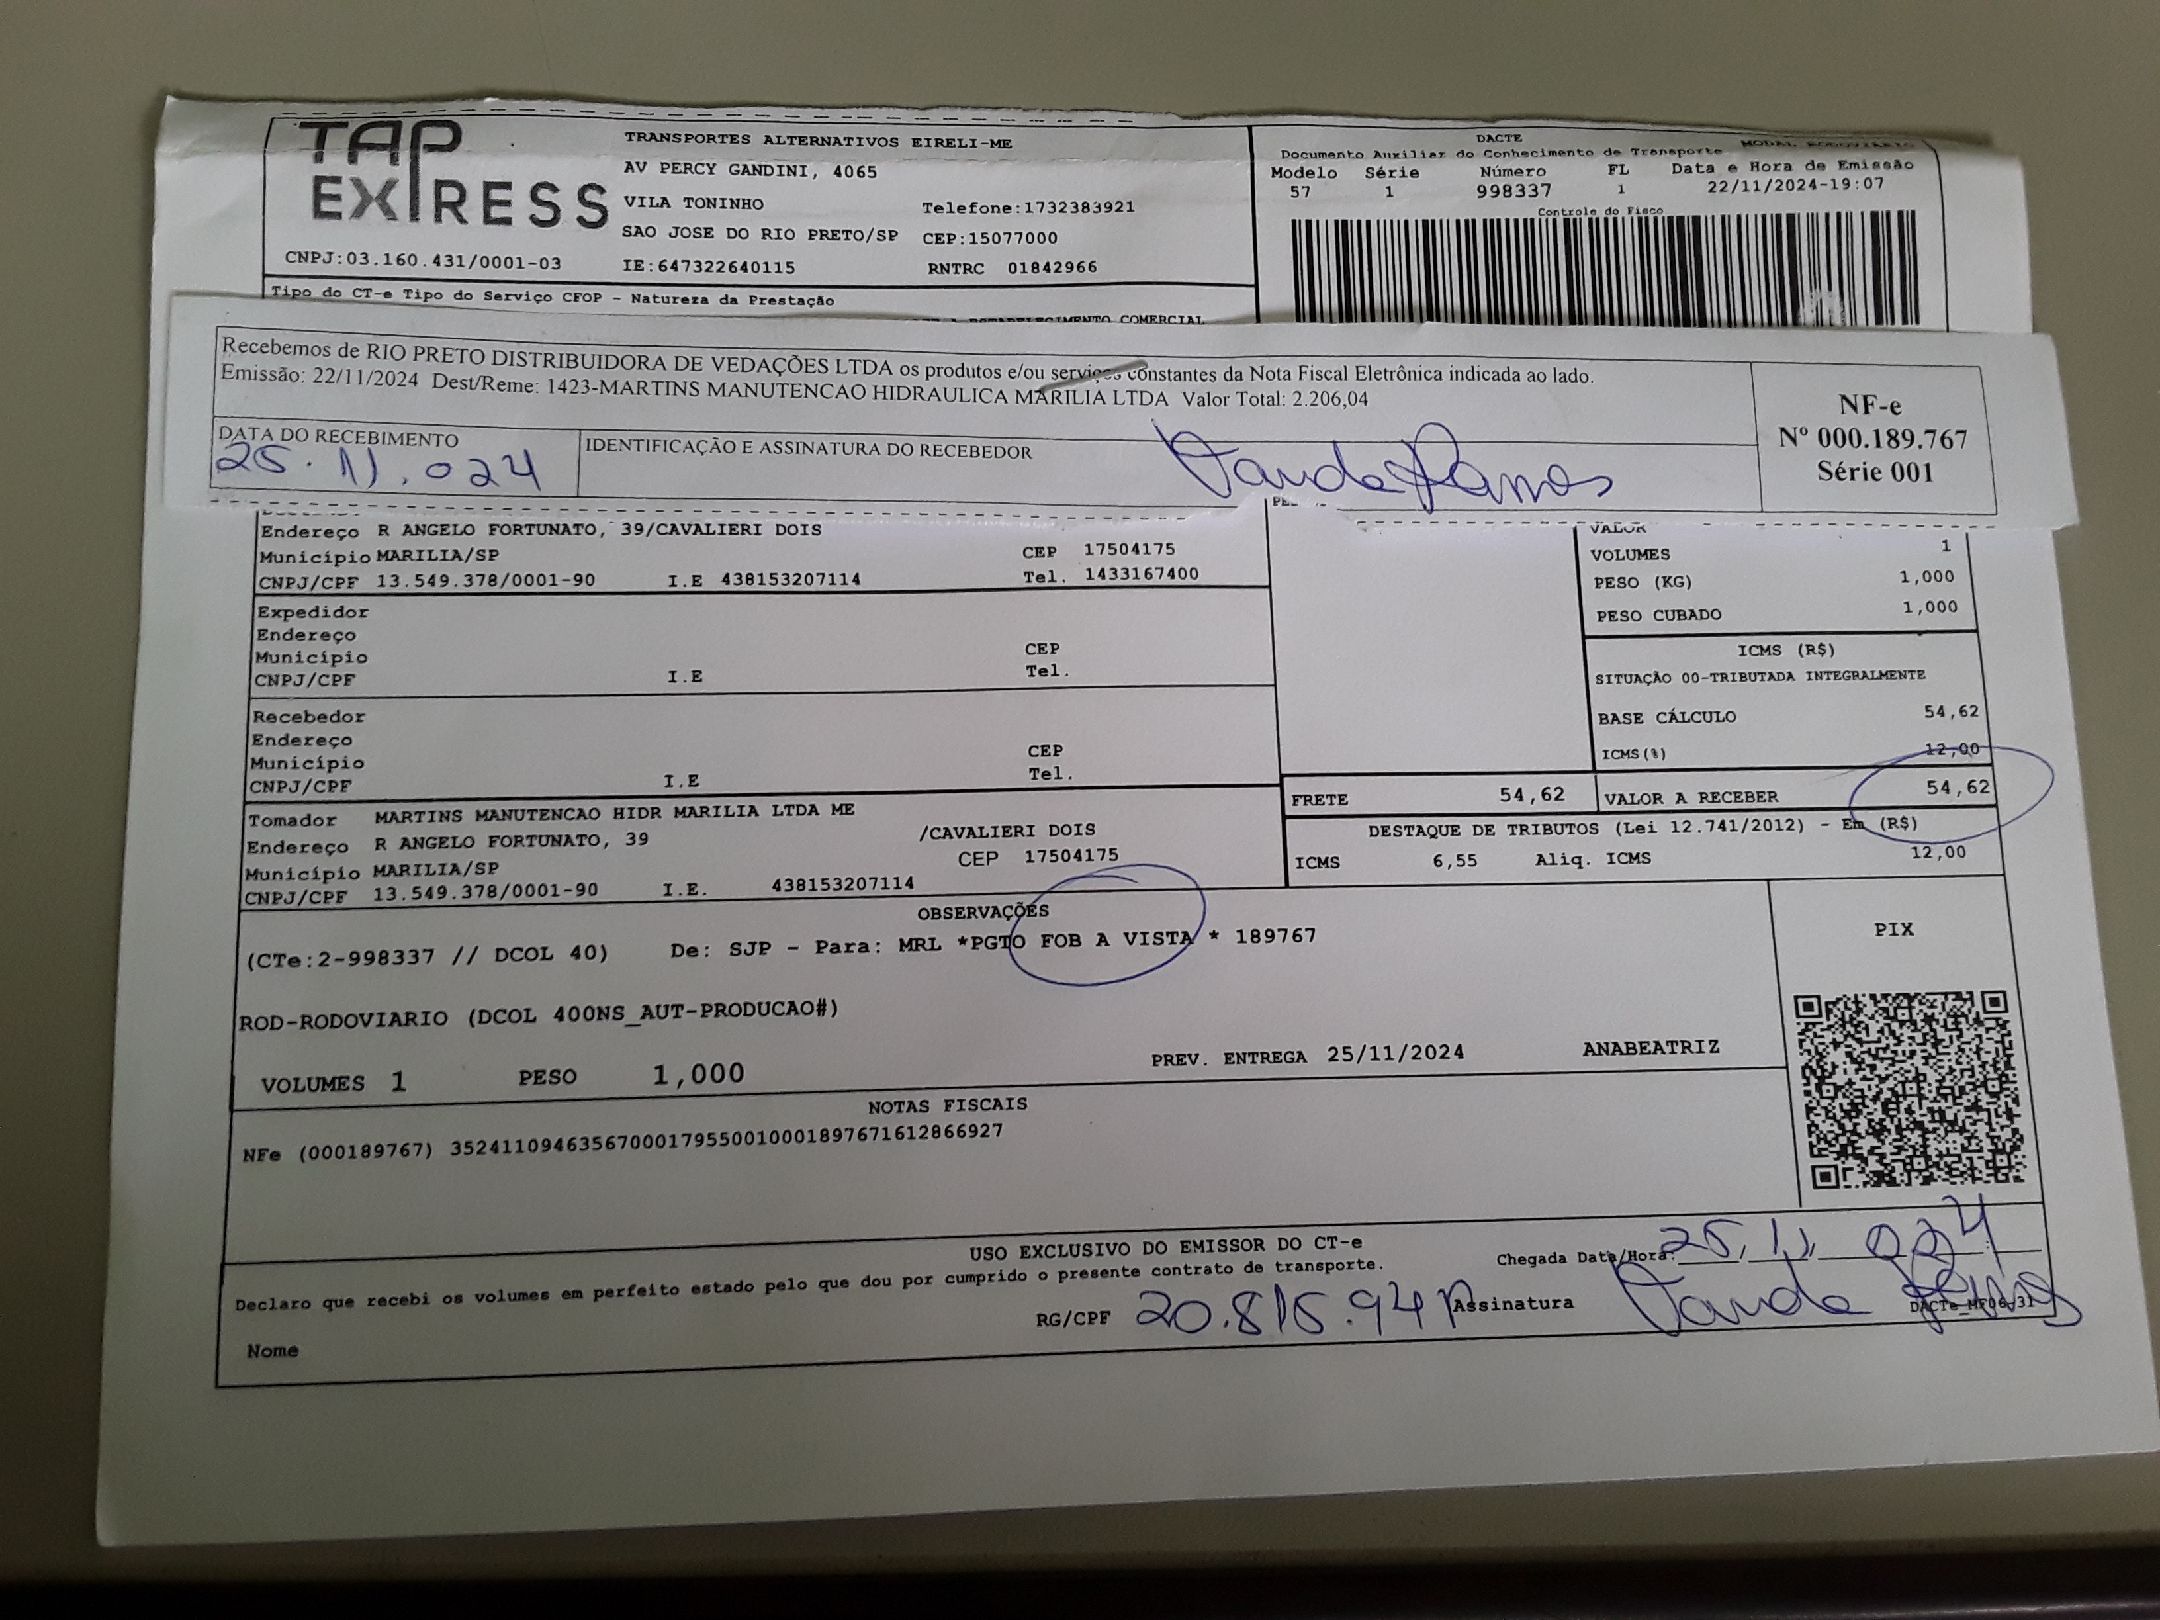 TAP EXPRESS
TRANSPORTES ALTERNATIVOS EIRELI-ME
AV PERCY GANDINI, 4065
VILA TONINHO Telefone:1732383921
SAO JOSE DO RIO PRETO/SP CEP:15077000
CNPJ:03.160.431/0001-03 IE:647322640115 RNTRC 01842966
DACTE
Documento Auxiliar do Conhecimento de Transporte MODAL RODOVIARIO
Modelo Série Número FL Data e Hora de Emissão
57 1 998337 1 22/11/2024-19:07
Controle do Fisco
Tipo do CT-e Tipo do Serviço CFOP - Natureza da Prestação
ESTABELECIMENTO COMERCIAL
Recebemos de RIO PRETO DISTRIBUIDORA DE VEDAÇÕES LTDA os produtos e/ou serviços constantes da Nota Fiscal Eletrônica indicada ao lado.
Emissão: 22/11/2024 Dest/Reme: 1423-MARTINS MANUTENCAO HIDRAULICA MARILIA LTDA Valor Total: 2.206,04
NF-e
Nº 000.189.767
Série 001
DATA DO RECEBIMENTO
25.11.024
IDENTIFICAÇÃO E ASSINATURA DO RECEBEDOR
Vanda Ramos
Endereço R ANGELO FORTUNATO, 39/CAVALIERI DOIS
Município MARILIA/SP CEP 17504175
CNPJ/CPF 13.549.378/0001-90 I.E 438153207114 Tel. 1433167400
Expedidor
Endereço
Município CEP
CNPJ/CPF I.E Tel.
Recebedor
Endereço
Município CEP
CNPJ/CPF I.E Tel.
VALOR
VOLUMES 1
PESO (KG) 1,000
PESO CUBADO 1,000
ICMS (R$)
SITUAÇÃO 00-TRIBUTADA INTEGRALMENTE
BASE CÁLCULO 54,62
ICMS(%) 12,00
FRETE 54,62 VALOR A RECEBER 54,62
DESTAQUE DE TRIBUTOS (Lei 12.741/2012) - Em (R$)
ICMS 6,55 Aliq. ICMS 12,00
Tomador MARTINS MANUTENCAO HIDR MARILIA LTDA ME
Endereço R ANGELO FORTUNATO, 39 /CAVALIERI DOIS
Município MARILIA/SP CEP 17504175
CNPJ/CPF 13.549.378/0001-90 I.E. 438153207114
OBSERVAÇÕES
(CTe:2-998337 // DCOL 40) De: SJP - Para: MRL *PGTO FOB A VISTA * 189767
ROD-RODOVIARIO (DCOL 400NS_AUT-PRODUCAO#)
VOLUMES 1 PESO 1,000 PREV. ENTREGA 25/11/2024 ANABEATRIZ
PIX
NOTAS FISCAIS
NFe (000189767) 35241109463567000179550010001897671612866927
USO EXCLUSIVO DO EMISSOR DO CT-e
Declaro que recebi os volumes em perfeito estado pelo que dou por cumprido o presente contrato de transporte.
Chegada Data/Hora: 25,11,024
Nome RG/CPF 20.815.94 Assinatura Vanda Ramos
DACTe_MF06-31